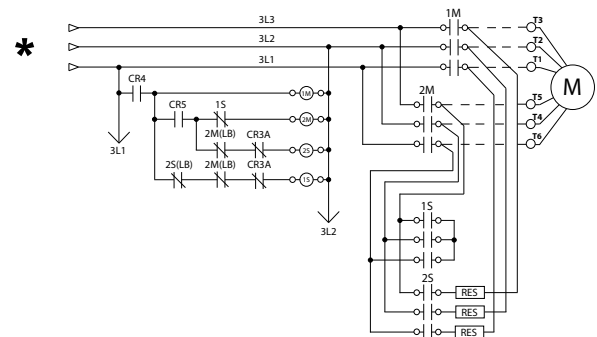 1M
3L3
T3
*
3L2
T2
3L1
T1
CR4
2M
M
CR5
1S
1M
T5
2M
T4
2M(LB)
CR3A
T6
2S
3L1
2S(LB)
2M(LB)
CR3A
1S
1S
3L2
2S
RES
RES
RES